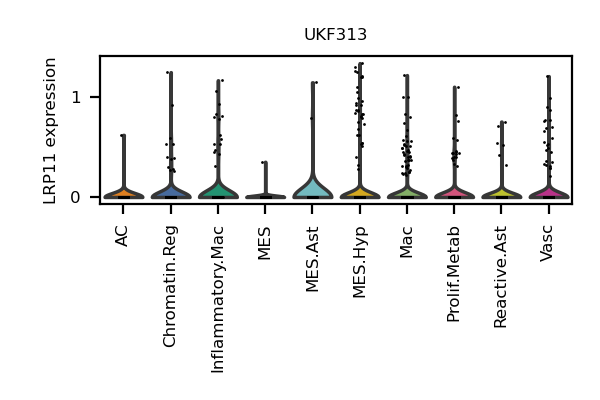 UKF313
LRP11 expression
1
0
AC
Chromatin.Reg
Inflammatory.Mac
MES
MES.Ast
MES.Hyp
Mac
Prolif.Metab
Reactive.Ast
Vasc